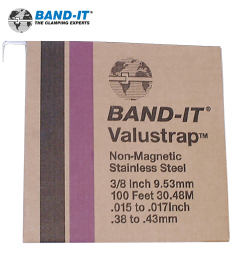 BAND-IT®
THE CLAMPING EXPERTS
BAND-IT®
Valustrap™
Non-Magnetic
Stainless Steel
3/8 Inch 9.53mm
100 Feet 30.48M
.015 to .017Inch
.38 to .43mm